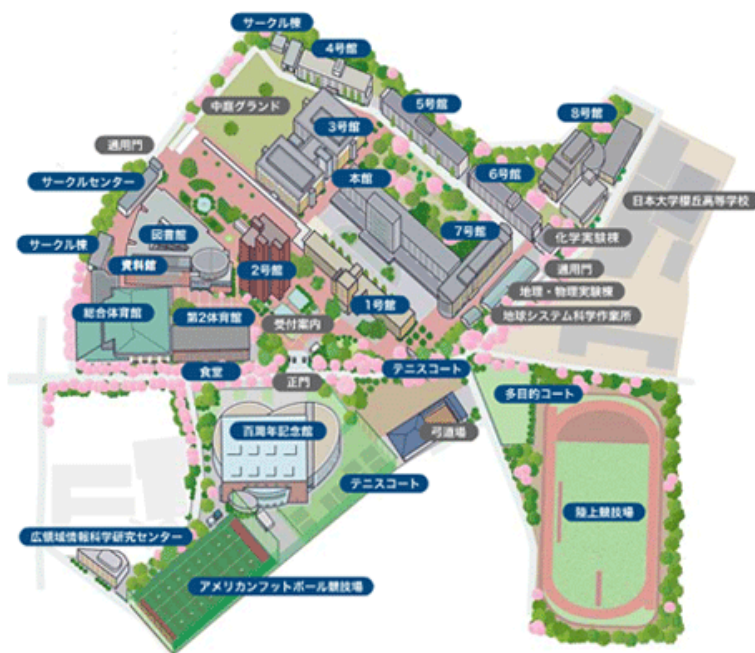 サークル棟
4号館
5号館
8号館
中庭グランド
3号館
通用門
本館
6号館
サークルセンター
日本大学櫻丘高等学校
図書館
7号館
化学実験棟
サークル棟
資料館
2号館
通用門
1号館
地理・物理実験棟
総合体育館
第2体育館
受付案内
地球システム科学作業所
食堂
テニスコート
正門
多目的コート
百周年記念館
弓道場
テニスコート
陸上競技場
広領域情報科学研究センター
アメリカンフットボール競技場